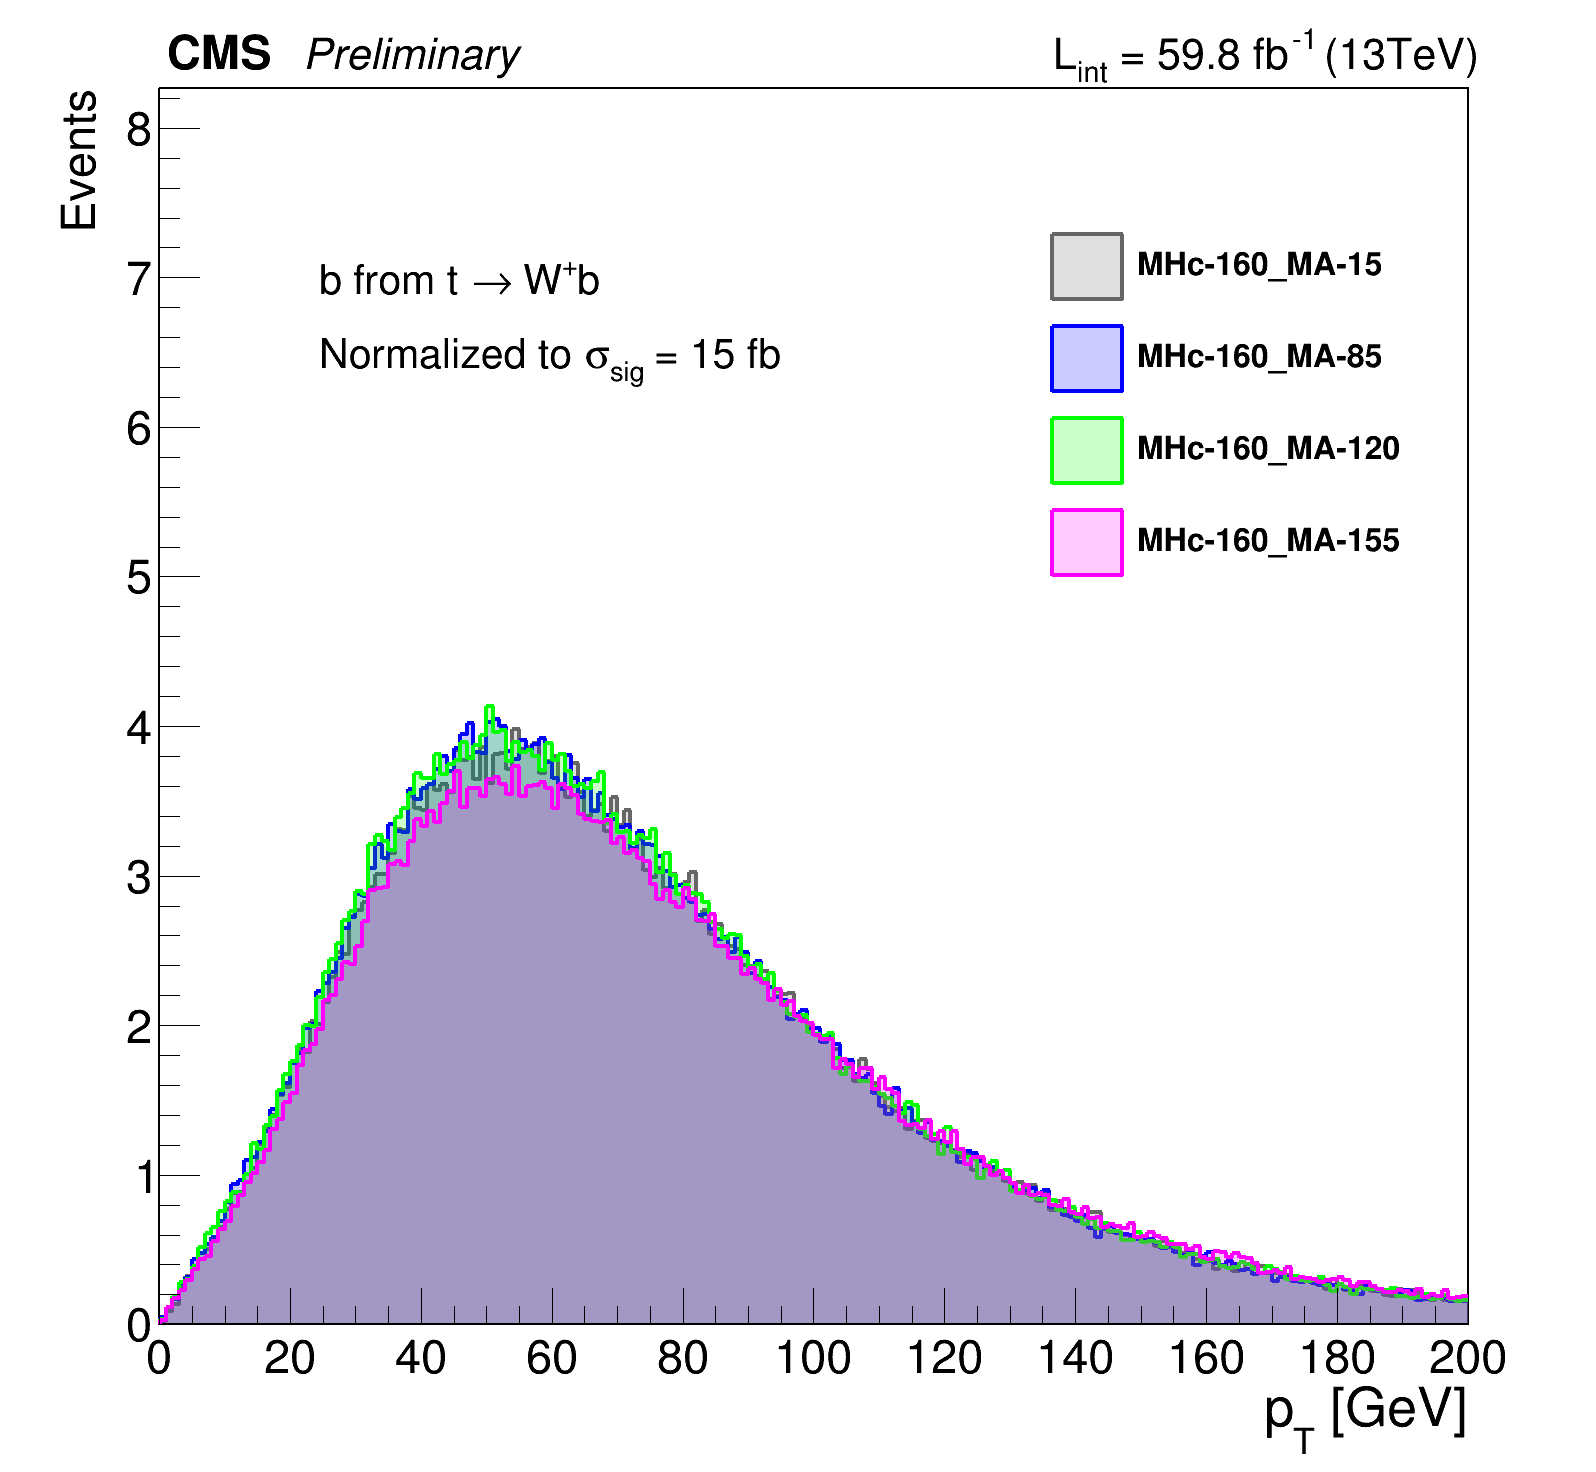 CMS Preliminary
L_int = 59.8 fb^-1 (13TeV)
Events
8
7
6
5
4
3
2
1
0
b from t → W⁺b
Normalized to σ_sig = 15 fb
MHc-160_MA-15
MHc-160_MA-85
MHc-160_MA-120
MHc-160_MA-155
0 20 40 60 80 100 120 140 160 180 200
p_T [GeV]